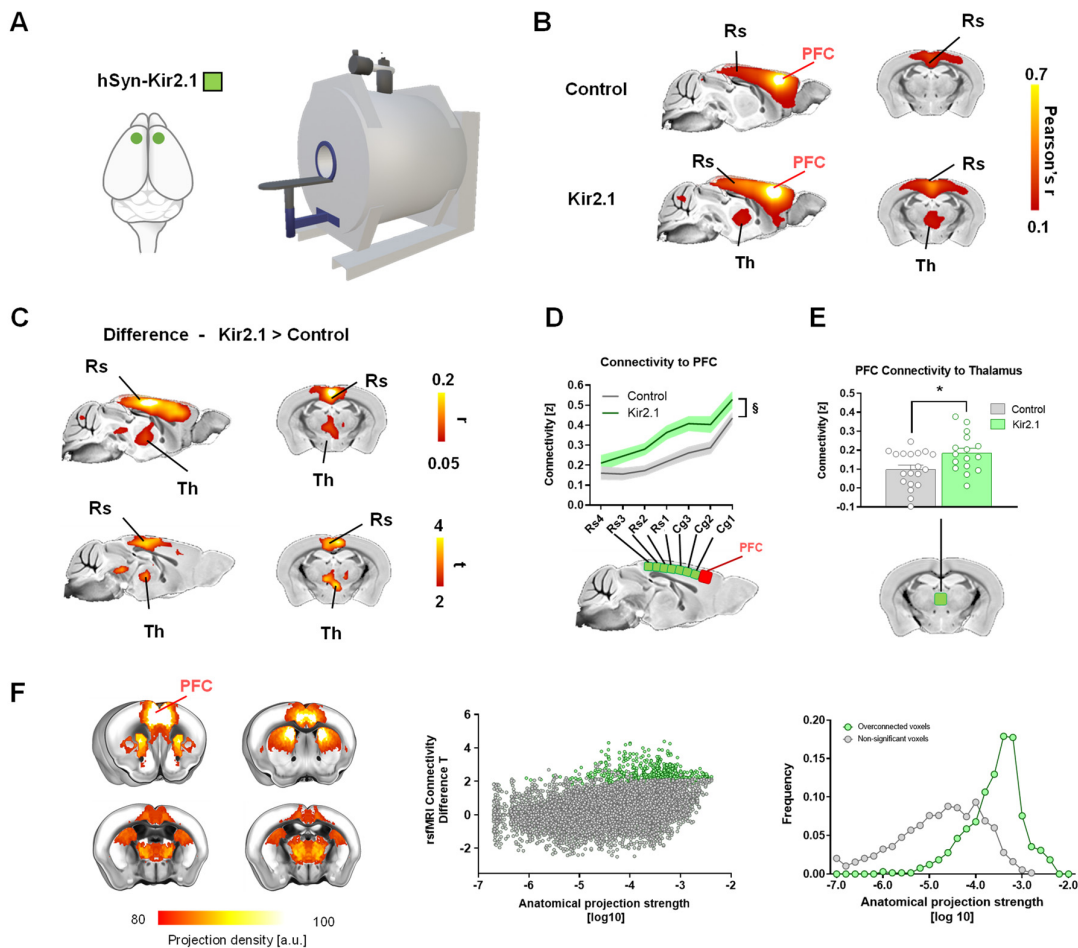 A
hSyn-Kir2.1
B
Rs
PFC
Rs
Control
0.7
Pearson's r
0.1
Rs
PFC
Rs
Kir2.1
Th
Th
C
Difference - Kir2.1 > Control
Rs
Rs
0.2
r
0.05
Th
Th
Rs
Rs
4
t
2
Th
Th
D
Connectivity to PFC
Connectivity [z]
0.6
0.5
0.4
0.3
0.2
0.1
0.0
Control
Kir2.1
§
Rs4
Rs3
Rs2
Rs1
Cg3
Cg2
Cg1
PFC
E
PFC Connectivity to Thalamus
*
Control
Kir2.1
Connectivity [z]
0.5
0.4
0.3
0.2
0.1
0.0
-0.1
F
PFC
80
100
Projection density [a.u.]
rsfMRI Connectivity
Difference T
6
4
2
0
-2
-7
-6
-5
-4
-3
-2
Anatomical projection strength
[log10]
Overconnected voxels
Non-significant voxels
Frequency
0.20
0.15
0.10
0.05
0.00
-7.0
-6.0
-5.0
-4.0
-3.0
-2.0
Anatomical projection strength
[log 10]